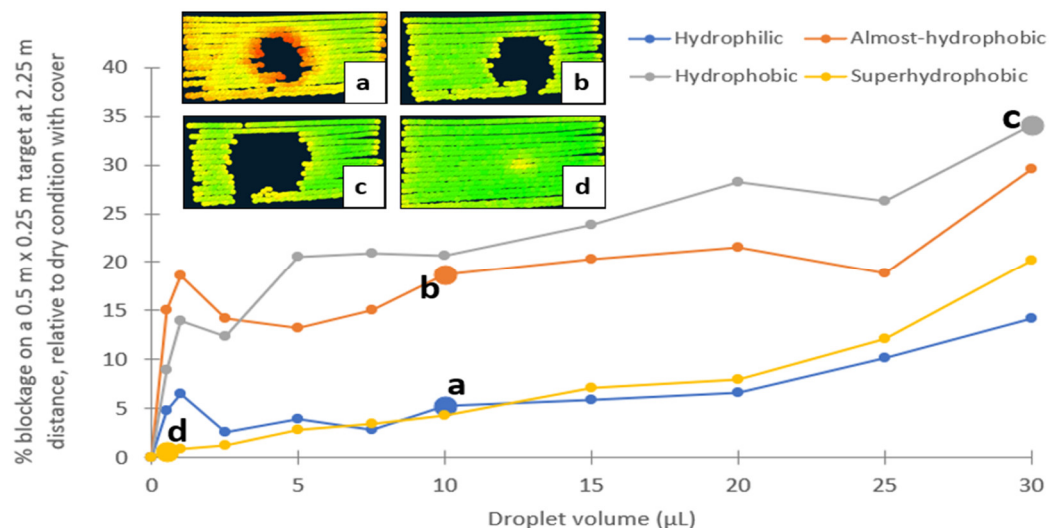 Hydrophilic
Almost-hydrophobic
Hydrophobic
Superhydrophobic
a
b
c
d
% blockage on a 0.5 m x 0.25 m target at 2.25 m
distance, relative to dry condition with cover
40
35
30
25
20
15
10
5
0
c
b
a
d
0 5 10 15 20 25 30
Droplet volume (µL)